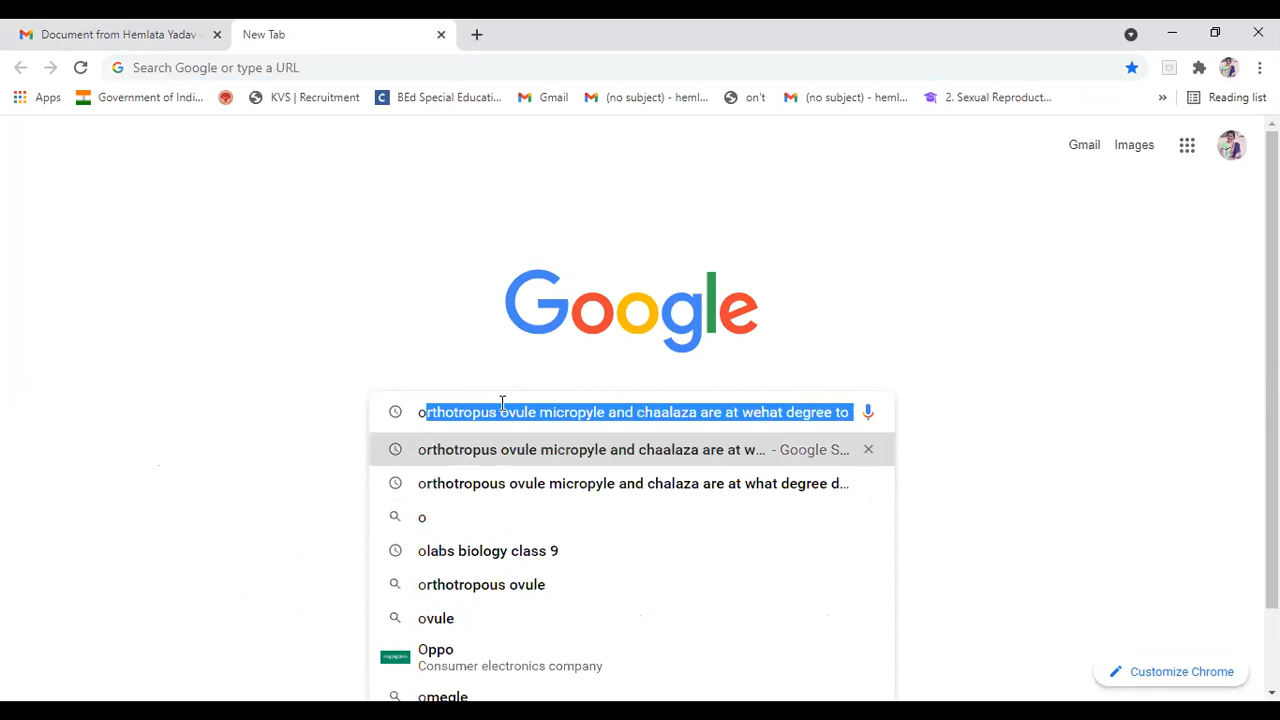 Document from Hemlata Yadav
New Tab
Search Google or type a URL
Apps
Government of Indi...
KVS | Recruitment
BEd Special Educati...
Gmail
(no subject) - heml...
on't
(no subject) - heml...
2. Sexual Reproduct...
»
Reading list
Gmail
Images
Google
orthotropus ovule micropyle and chaalaza are at wehat degree to
orthotropus ovule micropyle and chaalaza are at w... - Google S...
orthotropous ovule micropyle and chalaza are at what degree d...
o
olabs biology class 9
orthotropous ovule
ovule
Oppo
Consumer electronics company
omegle
Customize Chrome